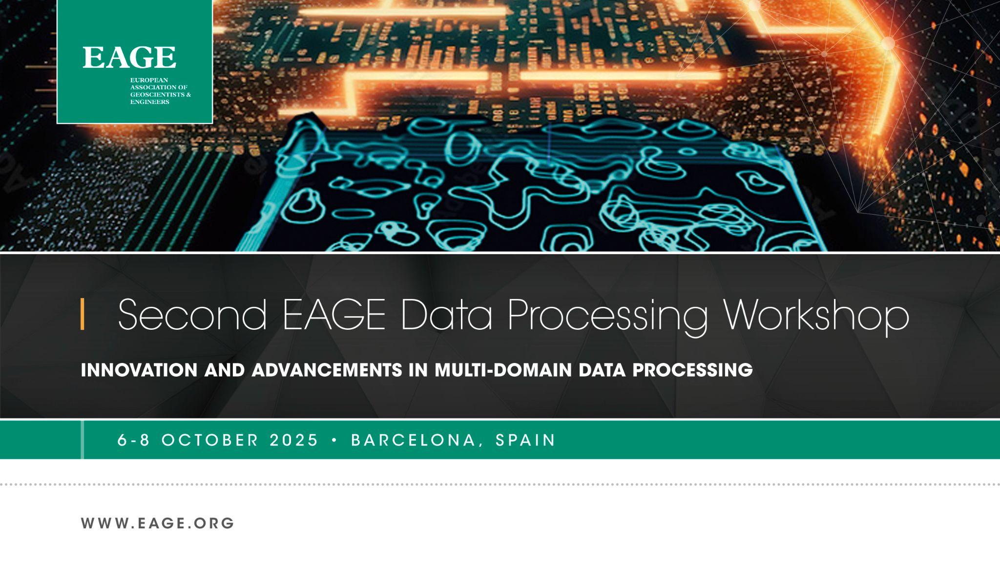 EAGE
EUROPEAN
ASSOCIATION OF
GEOSCIENTISTS &
ENGINEERS
Second EAGE Data Processing Workshop
INNOVATION AND ADVANCEMENTS IN MULTI-DOMAIN DATA PROCESSING
6-8 OCTOBER 2025 • BARCELONA, SPAIN
WWW.EAGE.ORG